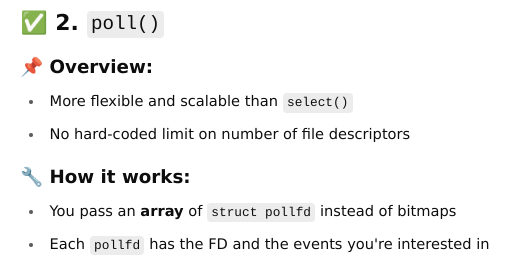 ✅ 2. poll()
📌 Overview:
• More flexible and scalable than select()
• No hard-coded limit on number of file descriptors
🔧 How it works:
• You pass an array of struct pollfd instead of bitmaps
• Each pollfd has the FD and the events you're interested in